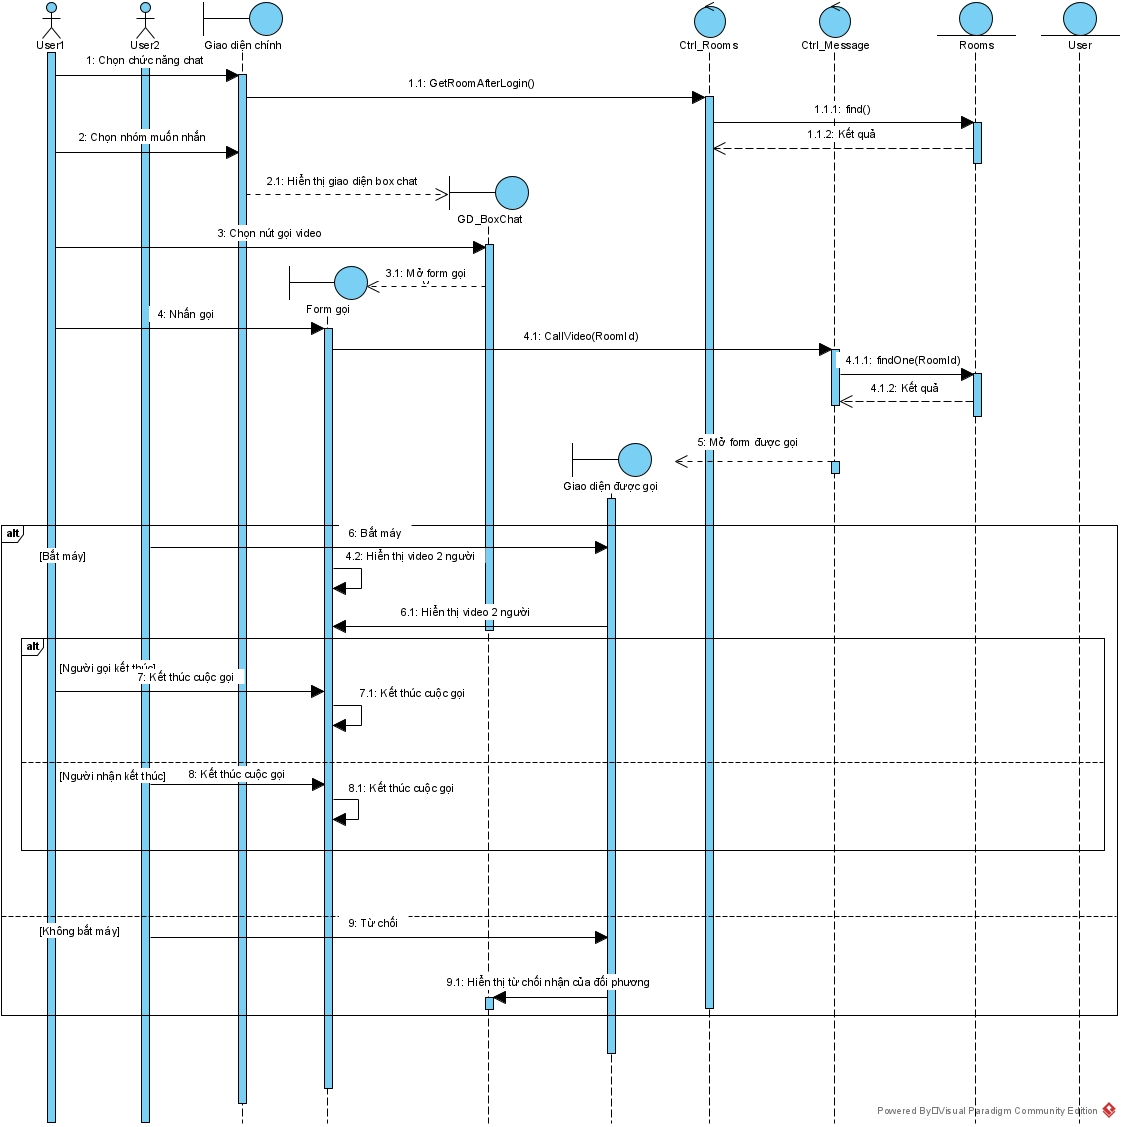 User1
User2
Giao diện chính
Ctrl_Rooms
Ctrl_Message
Rooms
User
1: Chọn chức năng chat
1.1: GetRoomAfterLogin()
1.1.1: find()
1.1.2: Kết quả
2: Chọn nhóm muốn nhắn
2.1: Hiển thị giao diện box chat
GD_BoxChat
3: Chọn nút gọi video
3.1: Mở form gọi
Form gọi
4: Nhấn gọi
4.1: CallVideo(RoomId)
4.1.1: findOne(RoomId)
4.1.2: Kết quả
5: Mở form được gọi
Giao diện được gọi
alt
6: Bắt máy
[Bắt máy]
4.2: Hiển thị video 2 người
6.1: Hiển thị video 2 người
alt
[Người gọi kết thúc]
7: Kết thúc cuộc gọi
7.1: Kết thúc cuộc gọi
[Người nhận kết thúc]
8: Kết thúc cuộc gọi
8.1: Kết thúc cuộc gọi
9: Từ chối
[Không bắt máy]
9.1: Hiển thị từ chối nhận của đối phương
Powered By Visual Paradigm Community Edition